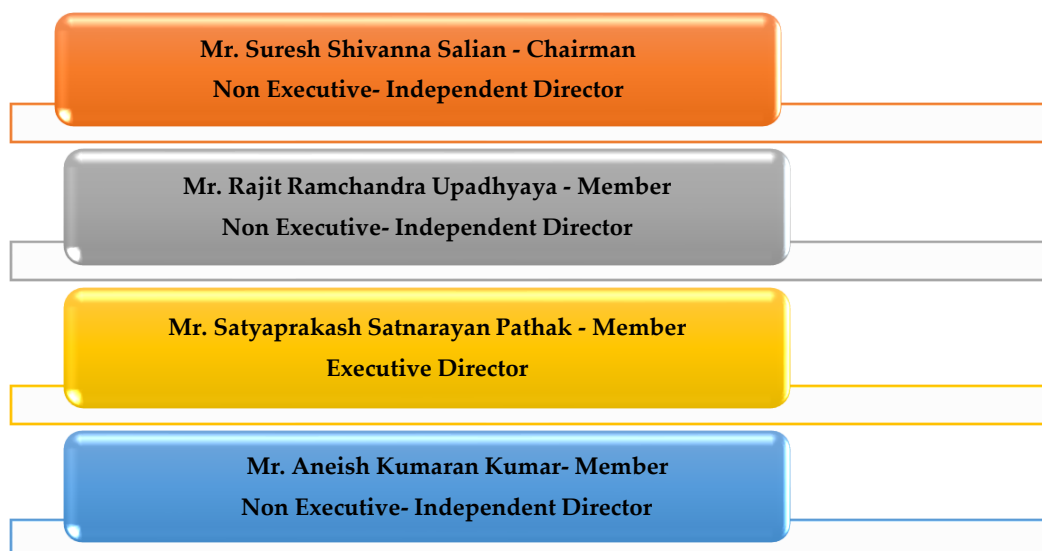 Mr. Suresh Shivanna Salian - Chairman
Non Executive- Independent Director
Mr. Rajit Ramchandra Upadhyaya - Member
Non Executive- Independent Director
Mr. Satyaprakash Satnarayan Pathak - Member
Executive Director
Mr. Aneish Kumaran Kumar- Member
Non Executive- Independent Director